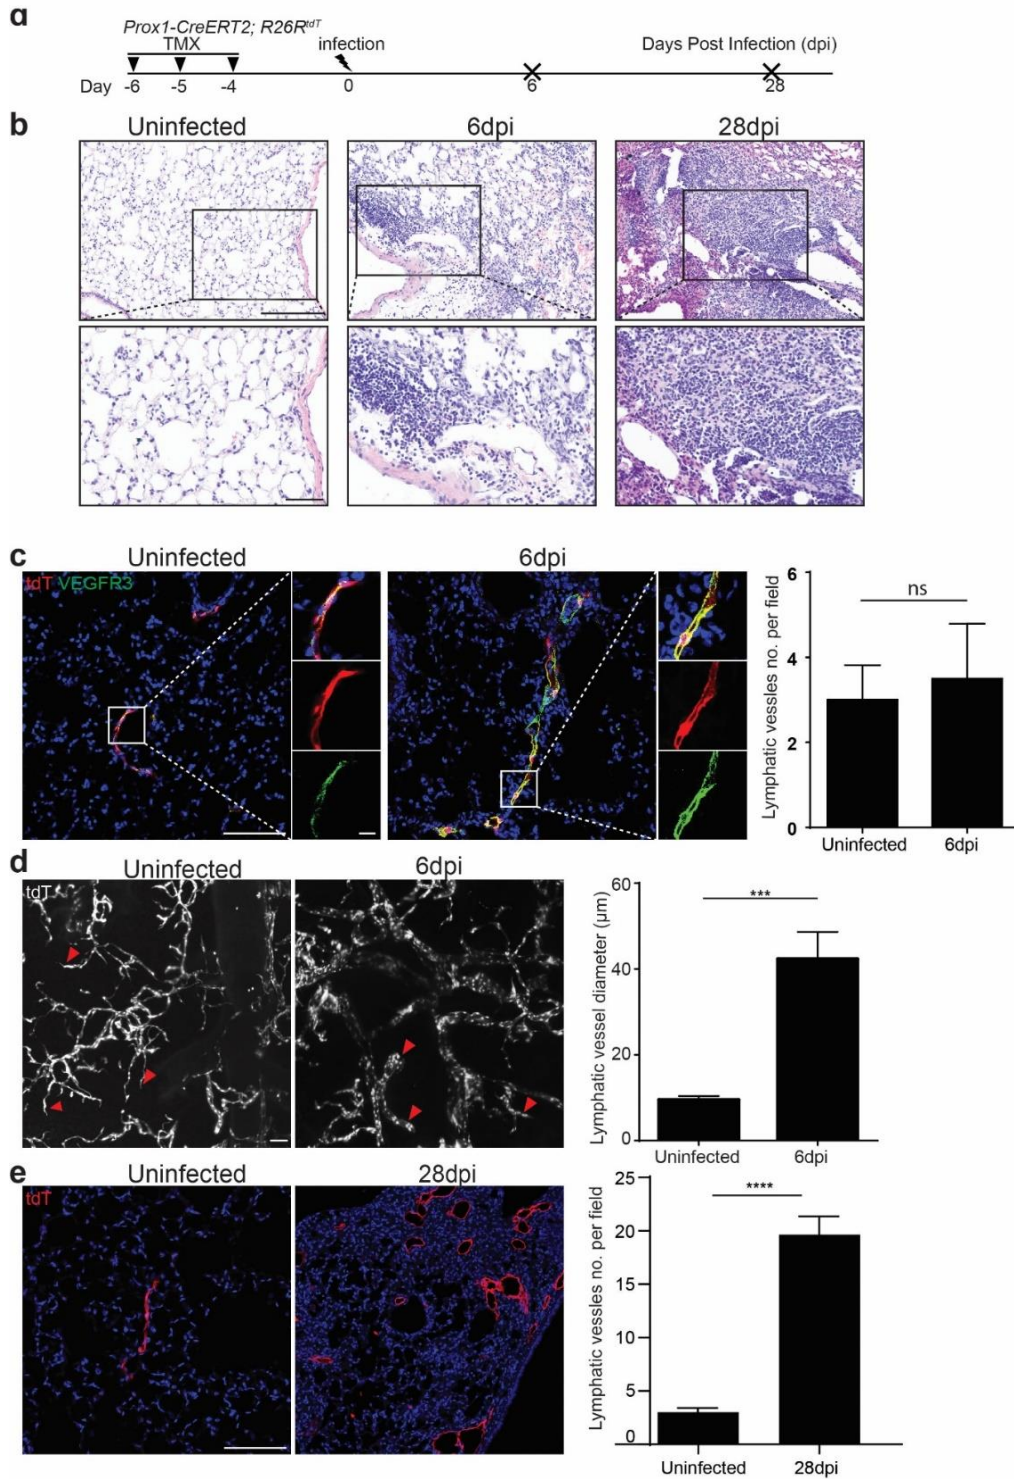 a
Prox1-CreERT2; R26RtdT
TMX
infection
Days Post Infection (dpi)
Day -6 -5 -4 0 6 28
b
Uninfected 6dpi 28dpi
c
Uninfected 6dpi
tdT VEGFR3
Lymphatic vessles no. per field
6
4
2
0
ns
Uninfected 6dpi
d
Uninfected 6dpi
tdT
Lymphatic vessel diameter (µm)
60
40
20
0
***
Uninfected 6dpi
e
Uninfected 28dpi
tdT
Lymphatic vessles no. per field
25
20
15
10
5
0
****
Uninfected 28dpi